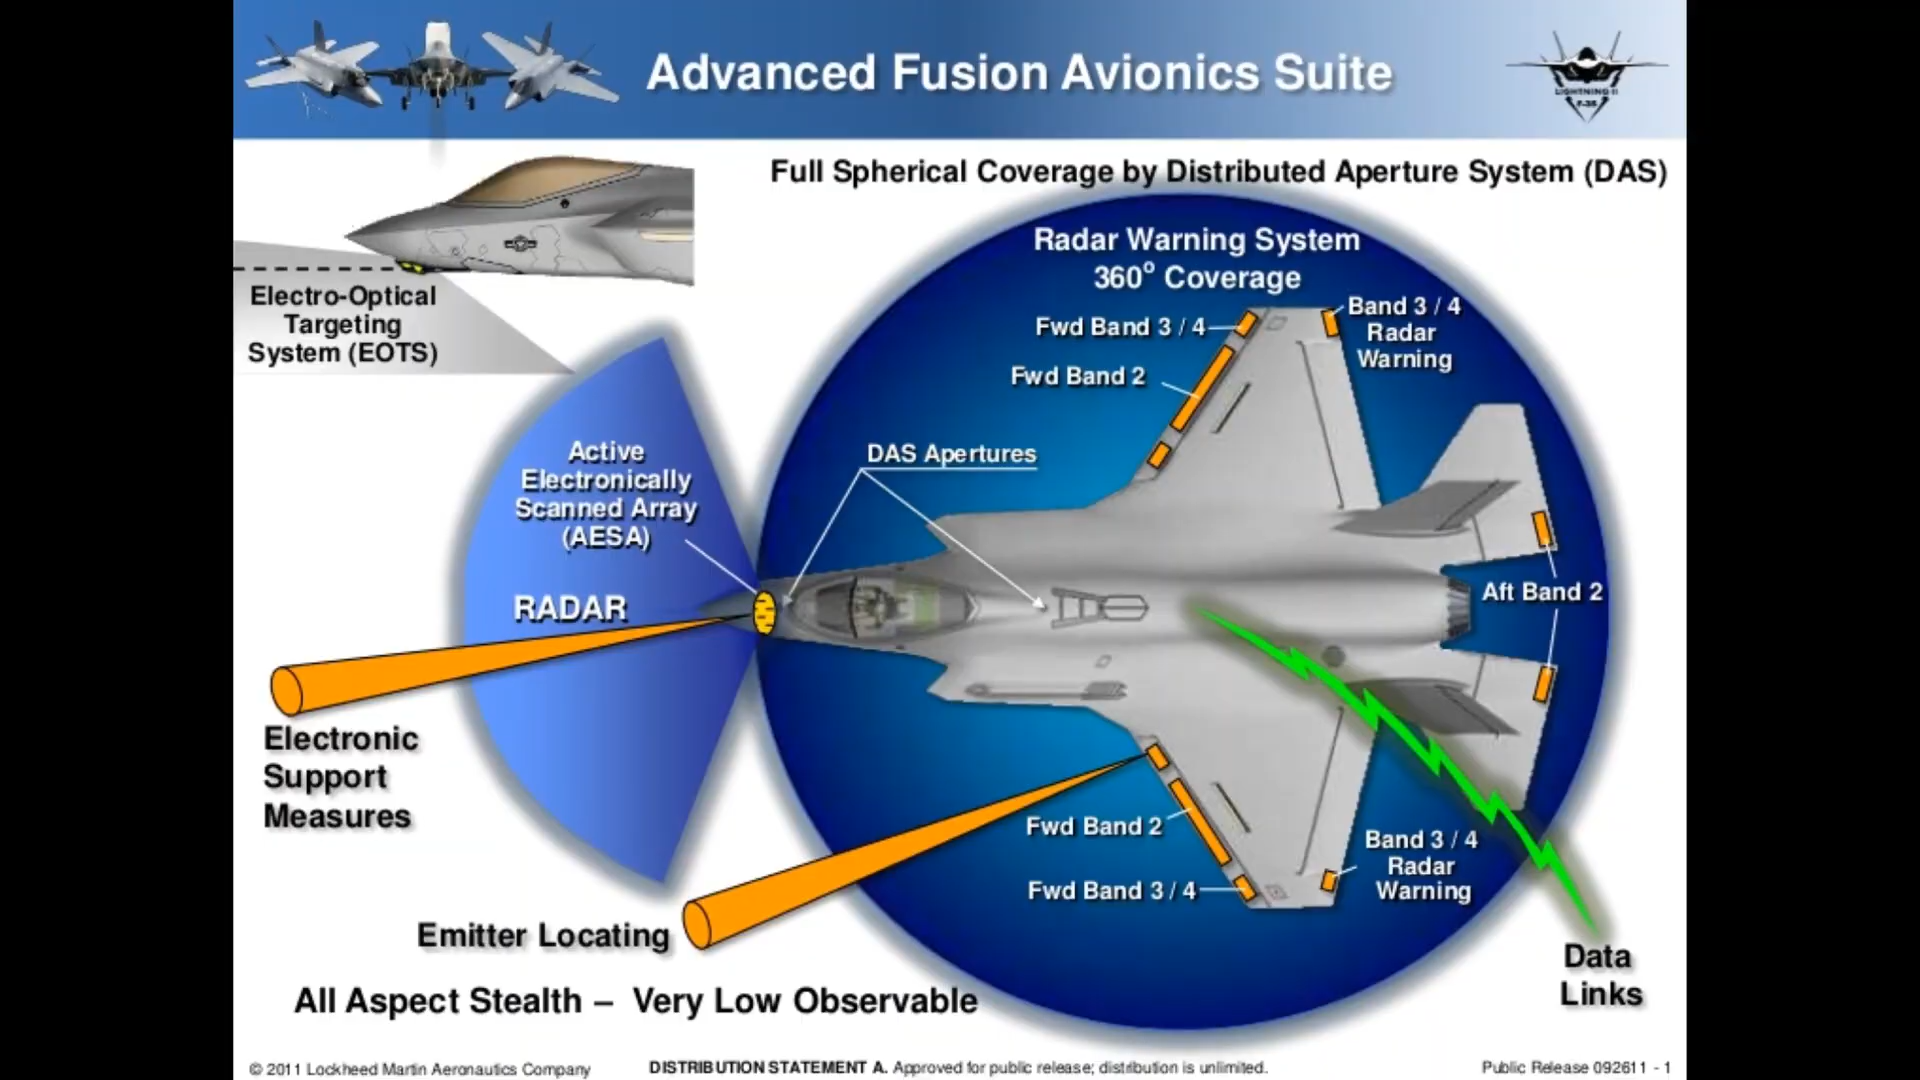 Advanced Fusion Avionics Suite
LIGHTNING II
F-35
Full Spherical Coverage by Distributed Aperture System (DAS)
Electro-Optical
Targeting
System (EOTS)
Radar Warning System
360° Coverage
Fwd Band 3 / 4
Band 3 / 4
Radar
Warning
Fwd Band 2
Active
Electronically
Scanned Array
(AESA)
DAS Apertures
RADAR
Aft Band 2
Electronic
Support
Measures
Fwd Band 2
Band 3 / 4
Radar
Warning
Fwd Band 3 / 4
Emitter Locating
Data
Links
All Aspect Stealth – Very Low Observable
© 2011 Lockheed Martin Aeronautics Company
DISTRIBUTION STATEMENT A. Approved for public release; distribution is unlimited.
Public Release 092611 - 1